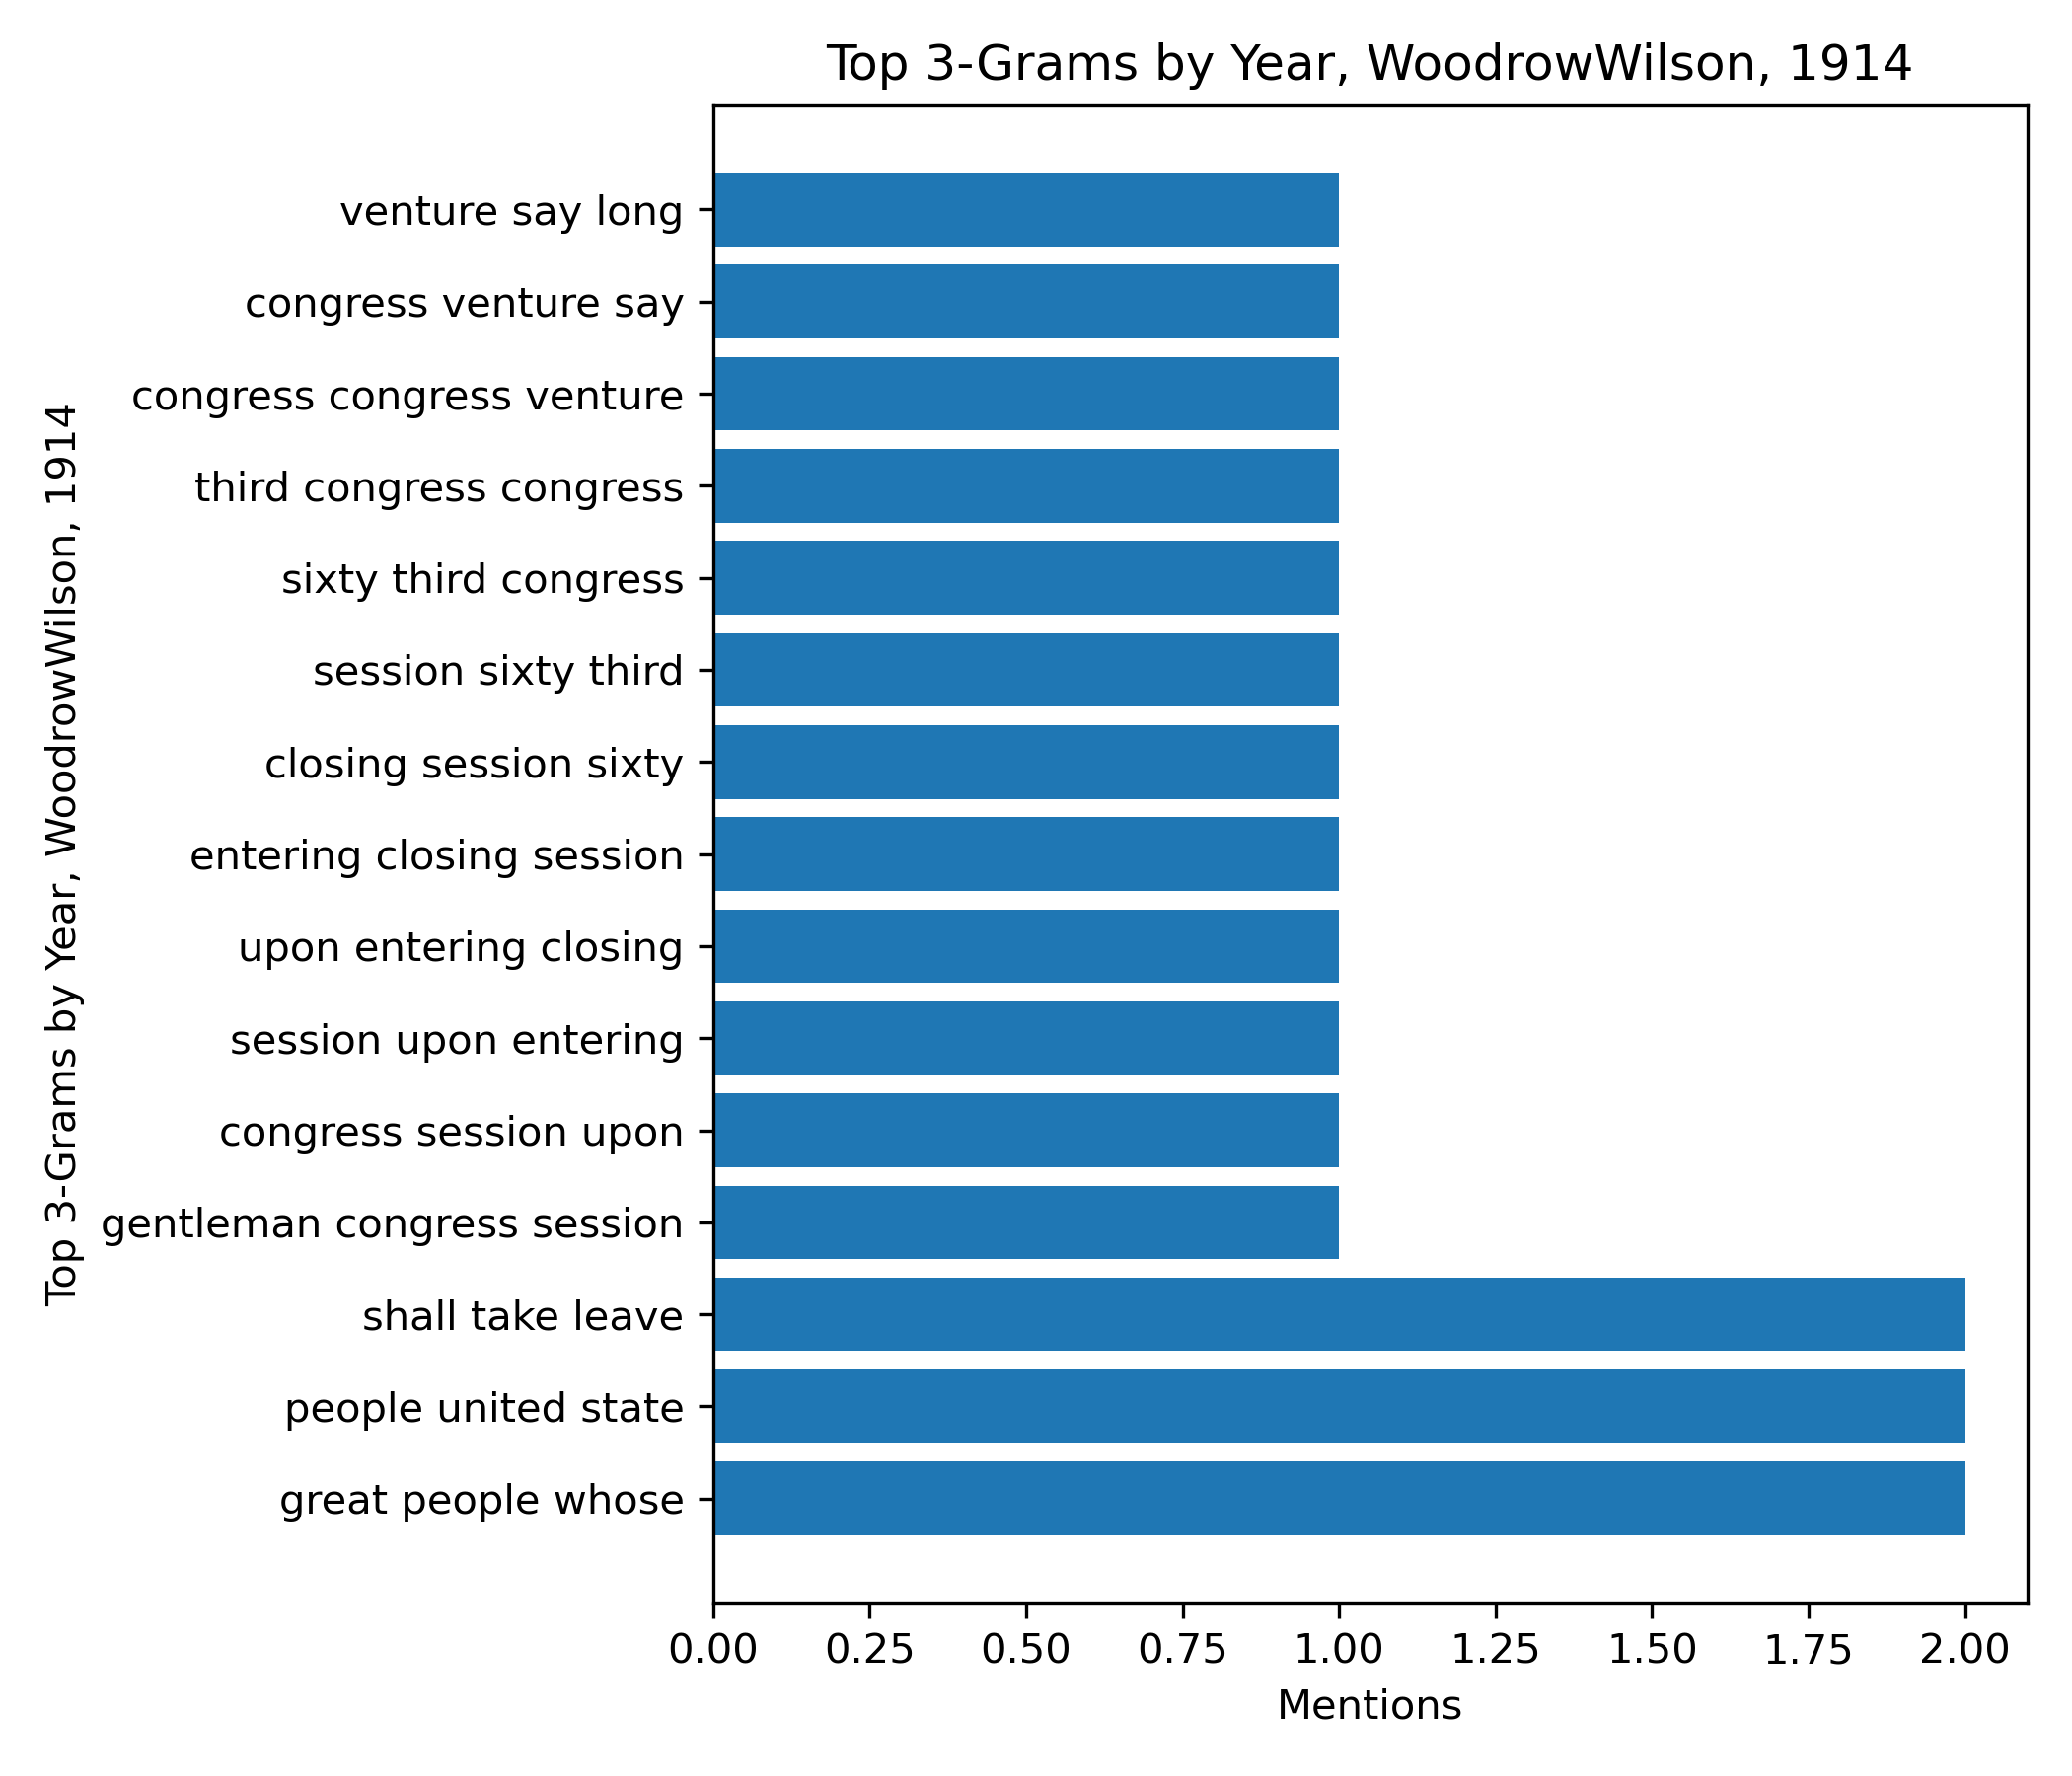 Top 3-Grams by Year, WoodrowWilson, 1914
Top 3-Grams by Year, WoodrowWilson, 1914
venture say long
congress venture say
congress congress venture
third congress congress
sixty third congress
session sixty third
closing session sixty
entering closing session
upon entering closing
session upon entering
congress session upon
gentleman congress session
shall take leave
people united state
great people whose
0.00 0.25 0.50 0.75 1.00 1.25 1.50 1.75 2.00
Mentions